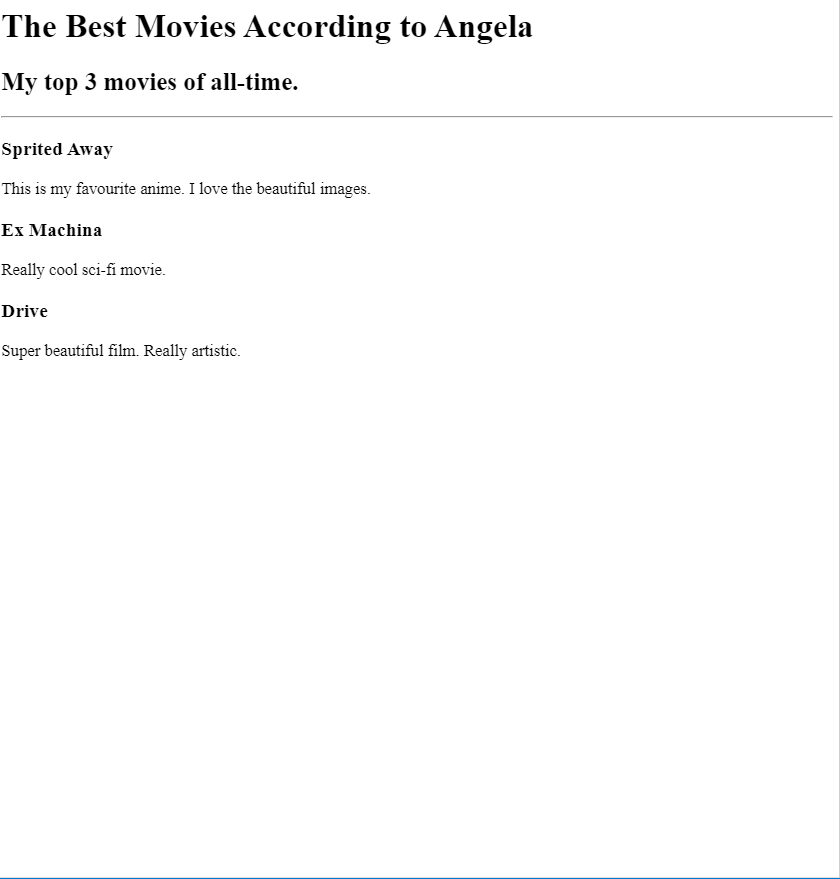 The Best Movies According to Angela
My top 3 movies of all-time.
Sprited Away
This is my favourite anime. I love the beautiful images.
Ex Machina
Really cool sci-fi movie.
Drive
Super beautiful film. Really artistic.